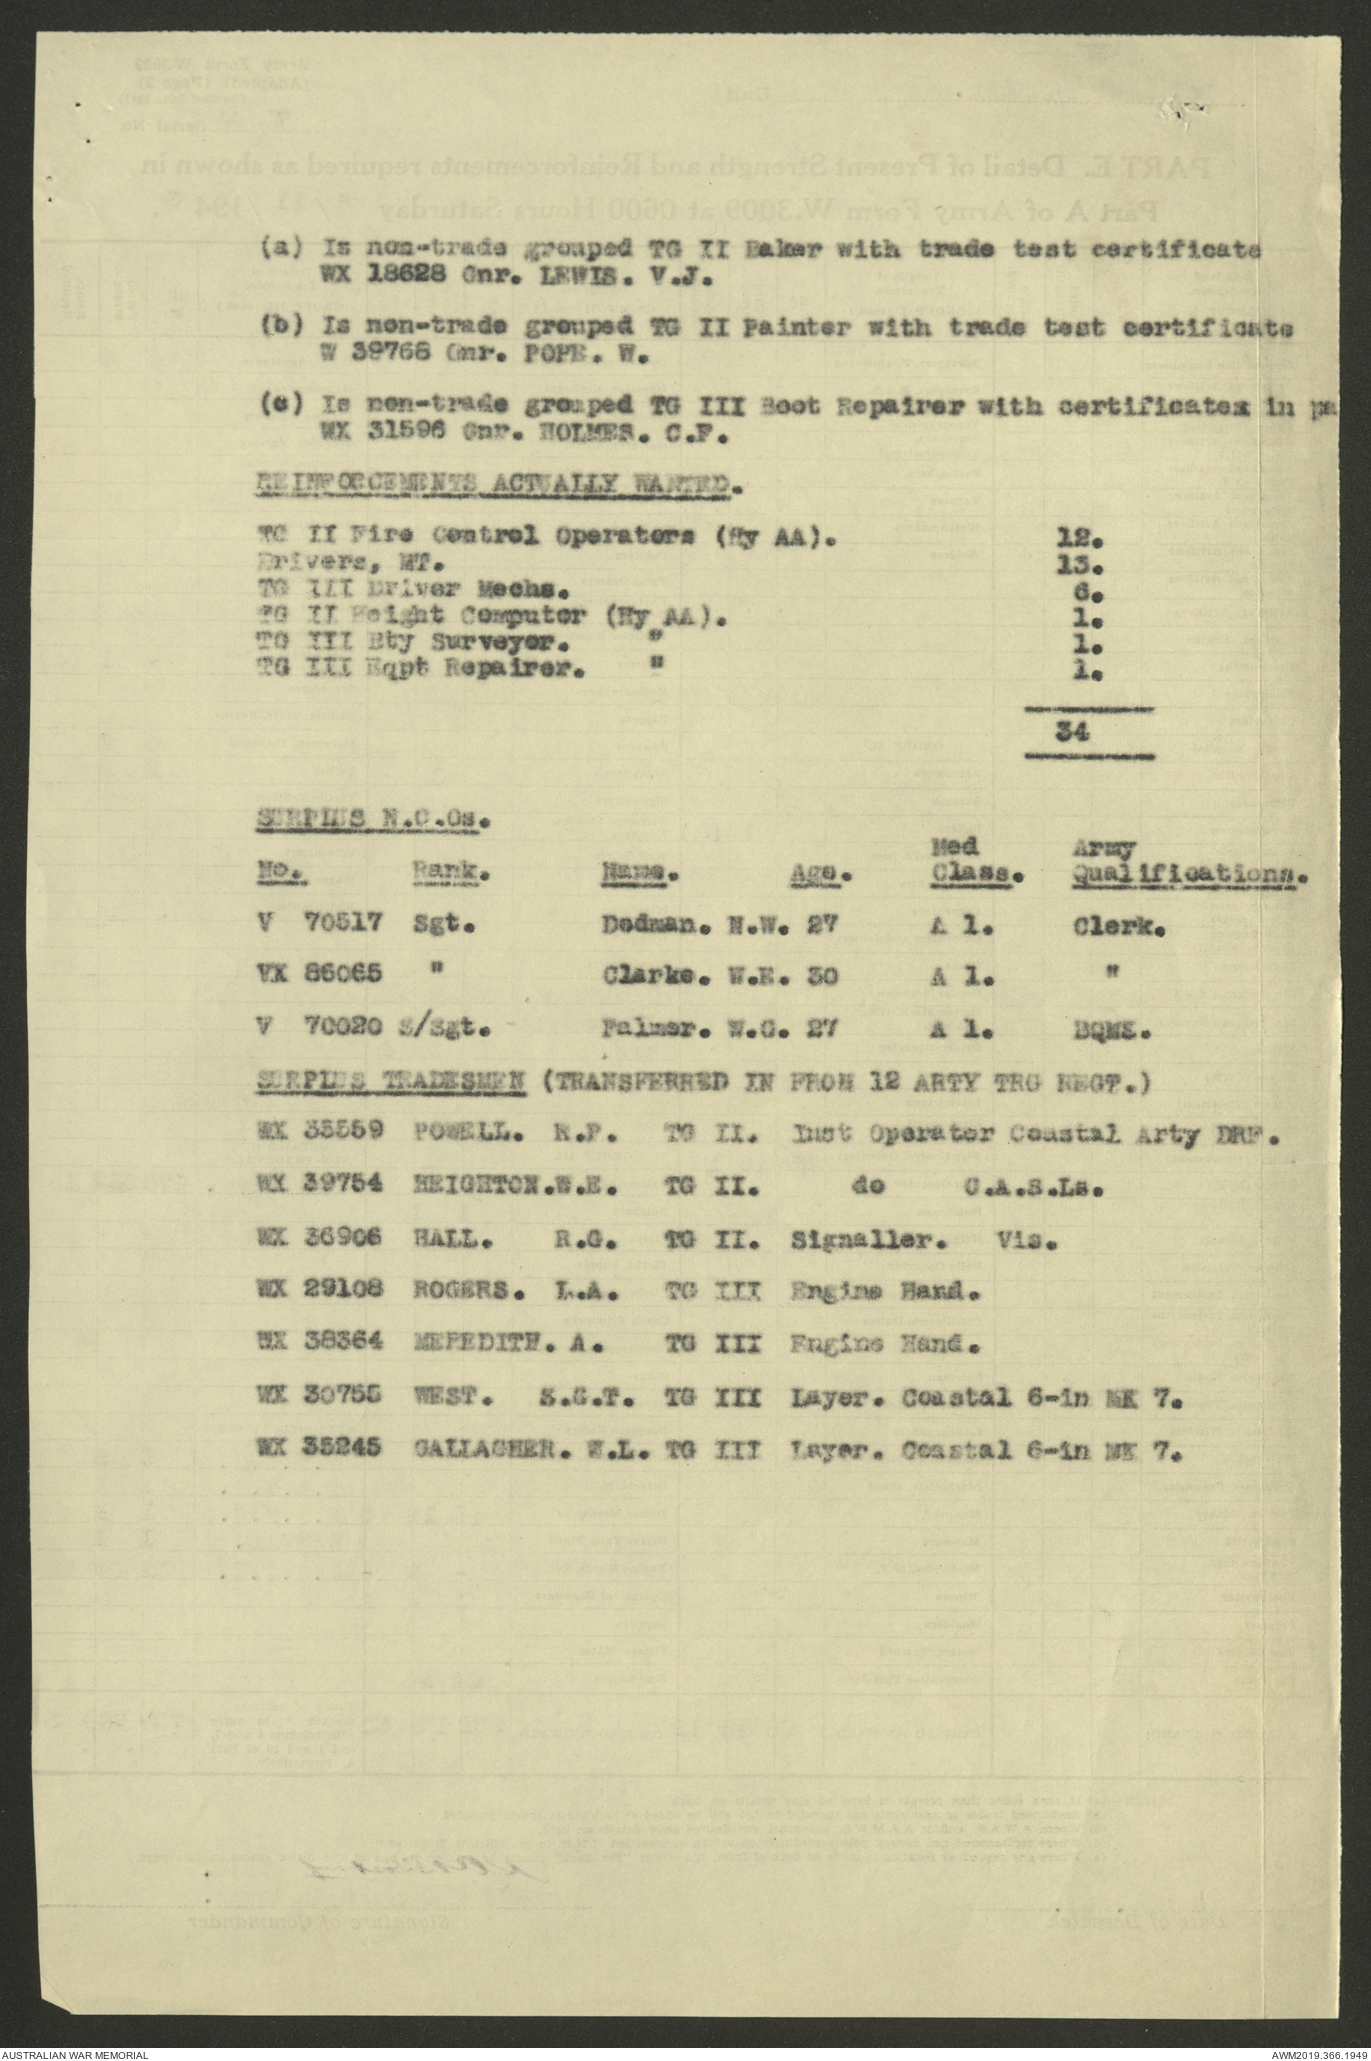 (a) Is non-trade grouped TG II Baker with trade test certificate
WX 18628 Gnr. LEWIS. V.J.
(b) Is non-trade grouped TG II Painter with trade test certificate
W 39768 Gnr. POPE. W.
(c) Is non-trade grouped TG III Boot Repairer with certificatex in pa
WX 31596 Gnr. HOLMES. C.F.
REINFORCEMENTS ACTUALLY WANTED.
TG II Fire Control Operators (Hy AA). 12.
Drivers, MT. 13.
TG III Driver Mechs. 6.
TG II Height Computor (Hy AA). 1.
TG III Bty Surveyor. " 1.
TG III Eqpt Repairer. " 1.
34
SURPLUS N.C.Os.
Med Army
No. Rank. Name. Age. Class. Qualifications.
V 70517 Sgt. Dedman. N.W. 27 A 1. Clerk.
VX 86065 " Clarke. W.E. 30 A 1. "
V 70020 S/Sgt. Palmer. W.G. 27 A 1. BQMS.
SURPLUS TRADESMEN (TRANSFERRED IN FROM 12 ARTY TRG REGT.)
WX 35559 POWELL. R.P. TG II. Inst Operator Coastal Arty DRF.
WX 39754 HEIGHTON.W.E. TG II. do C.A.S.Ls.
WX 36906 HALL. R.G. TG II. Signaller. Vis.
WX 29108 ROGERS. L.A. TG III Engine Hand.
WX 38364 MEREDITH. A. TG III Engine Hand.
WX 30755 WEST. S.G.T. TG III Layer. Coastal 6-in MK 7.
WX 35245 GALLAGHER. W.L. TG III Layer. Coastal 6-in MK 7.
AUSTRALIAN WAR MEMORIAL
AWM2019.366.1949